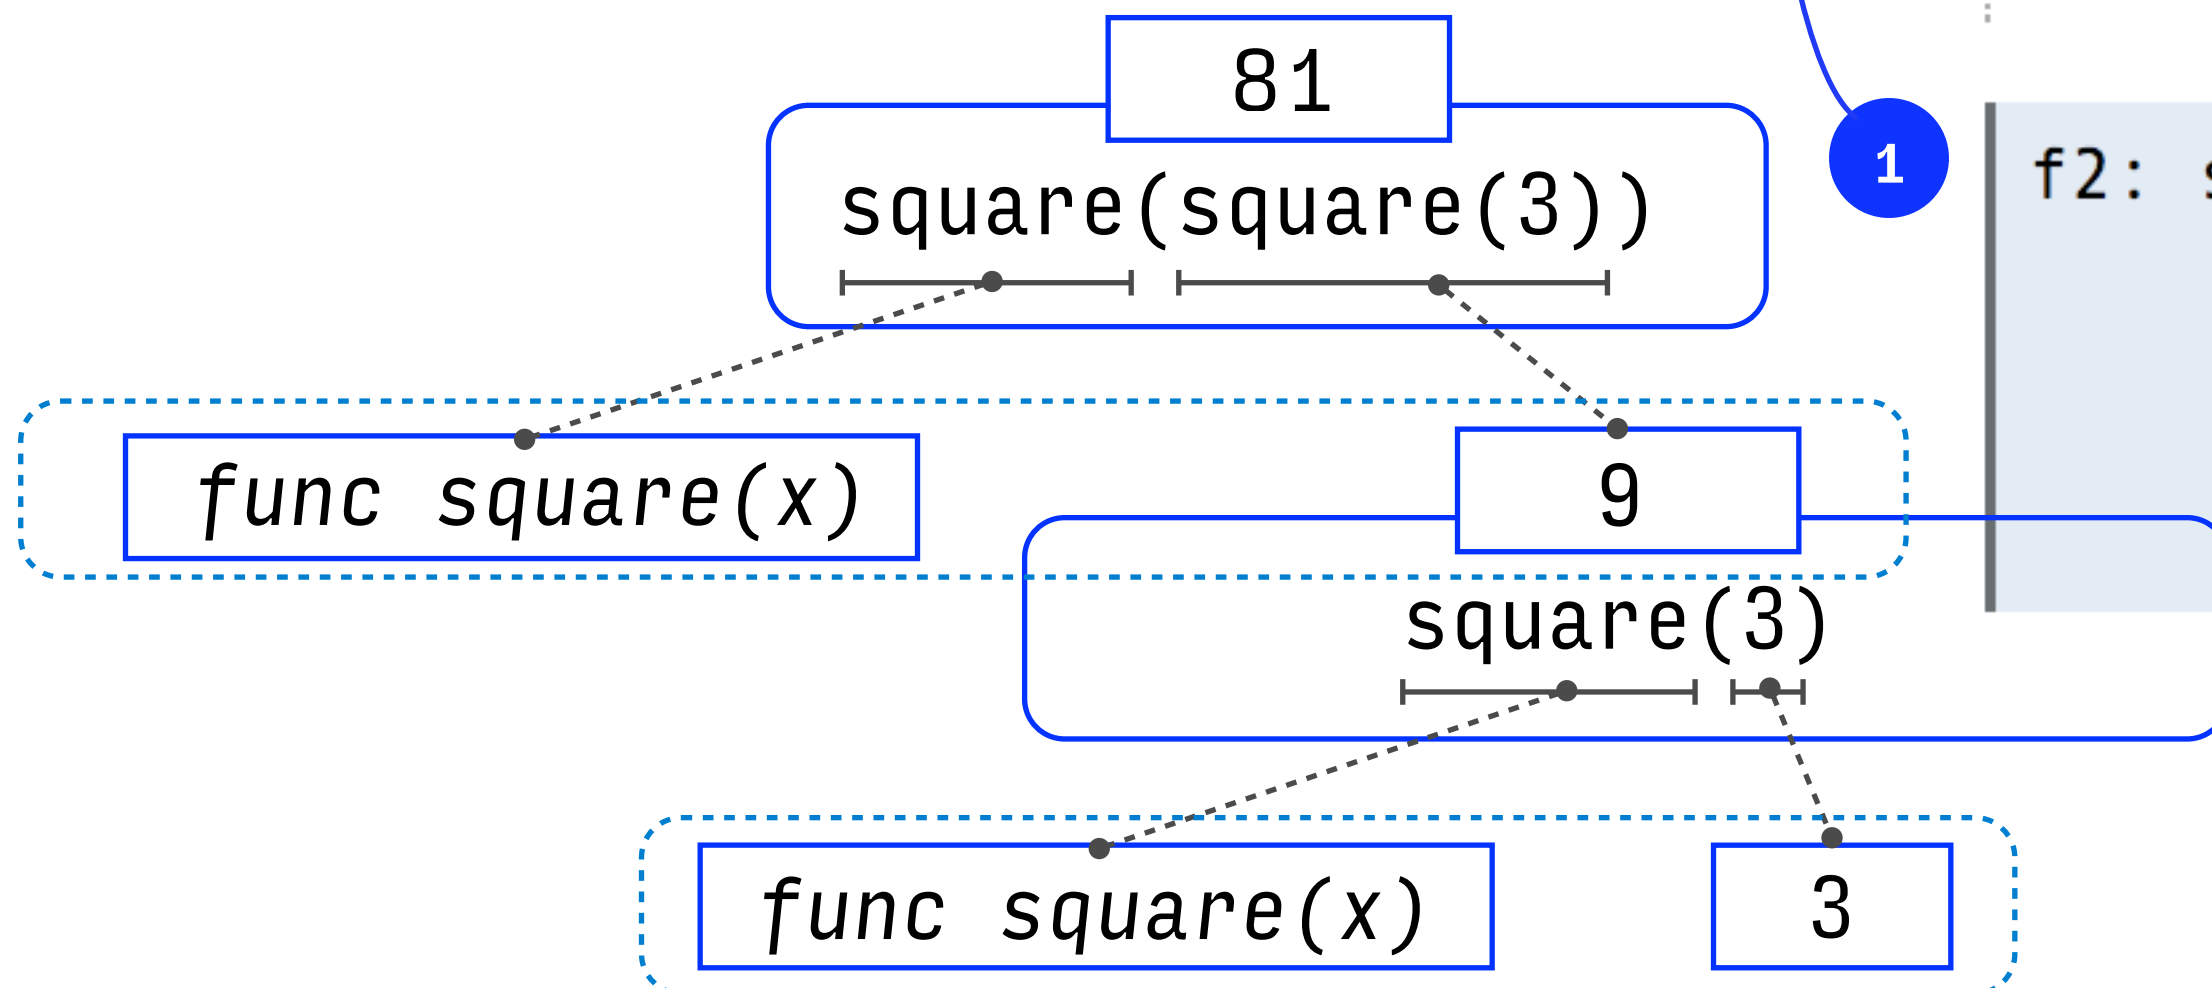 81
square(square(3))
1
f2:
func square(x)
9
square(3)
func square(x)
3